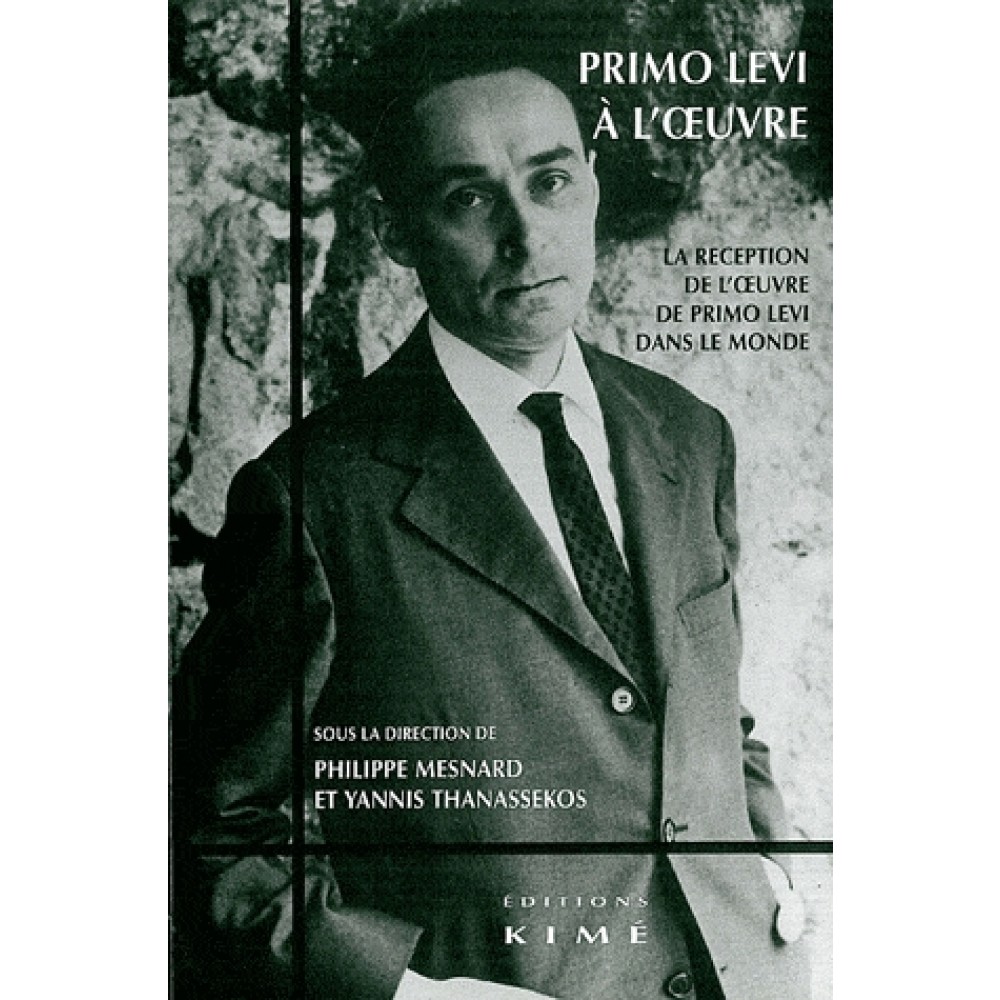 PRIMO LEVI
À L'ŒUVRE
LA RECEPTION
DE L'ŒUVRE
DE PRIMO LEVI
DANS LE MONDE
SOUS LA DIRECTION DE
PHILIPPE MESNARD
ET YANNIS THANASSEKOS
ÉDITIONS
KIMÉ